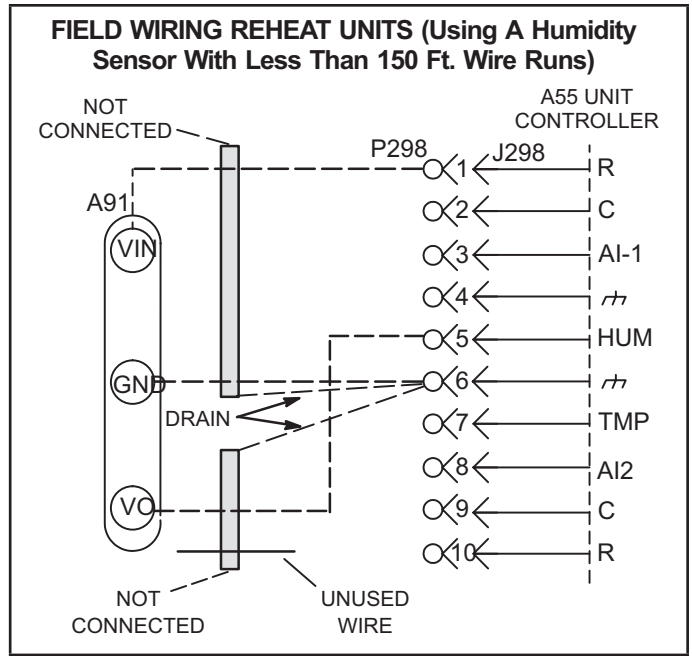 FIELD WIRING REHEAT UNITS (Using A Humidity
Sensor With Less Than 150 Ft. Wire Runs)
NOT
CONNECTED
A55 UNIT
CONTROLLER
P298
J298
A91
VIN
GND
VO
DRAIN
1
R
2
C
3
AI-1
4
5
HUM
6
7
TMP
8
AI2
9
C
10
R
NOT
CONNECTED
UNUSED
WIRE